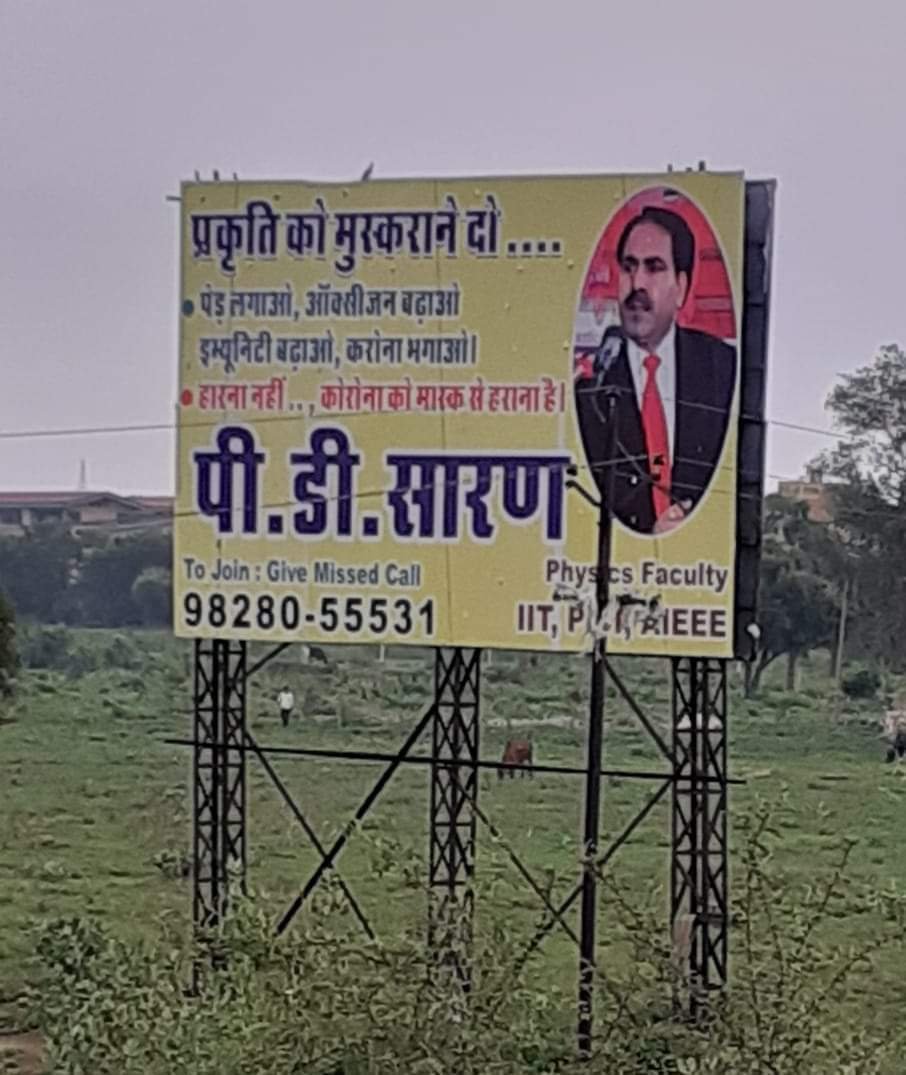 प्रकृति को मुस्कराने दो ....
पेड़ लगाओ, ऑक्सीजन बढ़ाओ
इम्यूनिटी बढ़ाओ, करोना भगाओ।
हारना नहीं .., कोरोना को मास्क से हराना है।
पी.डी.सारण
To Join : Give Missed Call
98280-55531
Physics Faculty
IIT, AIEEE